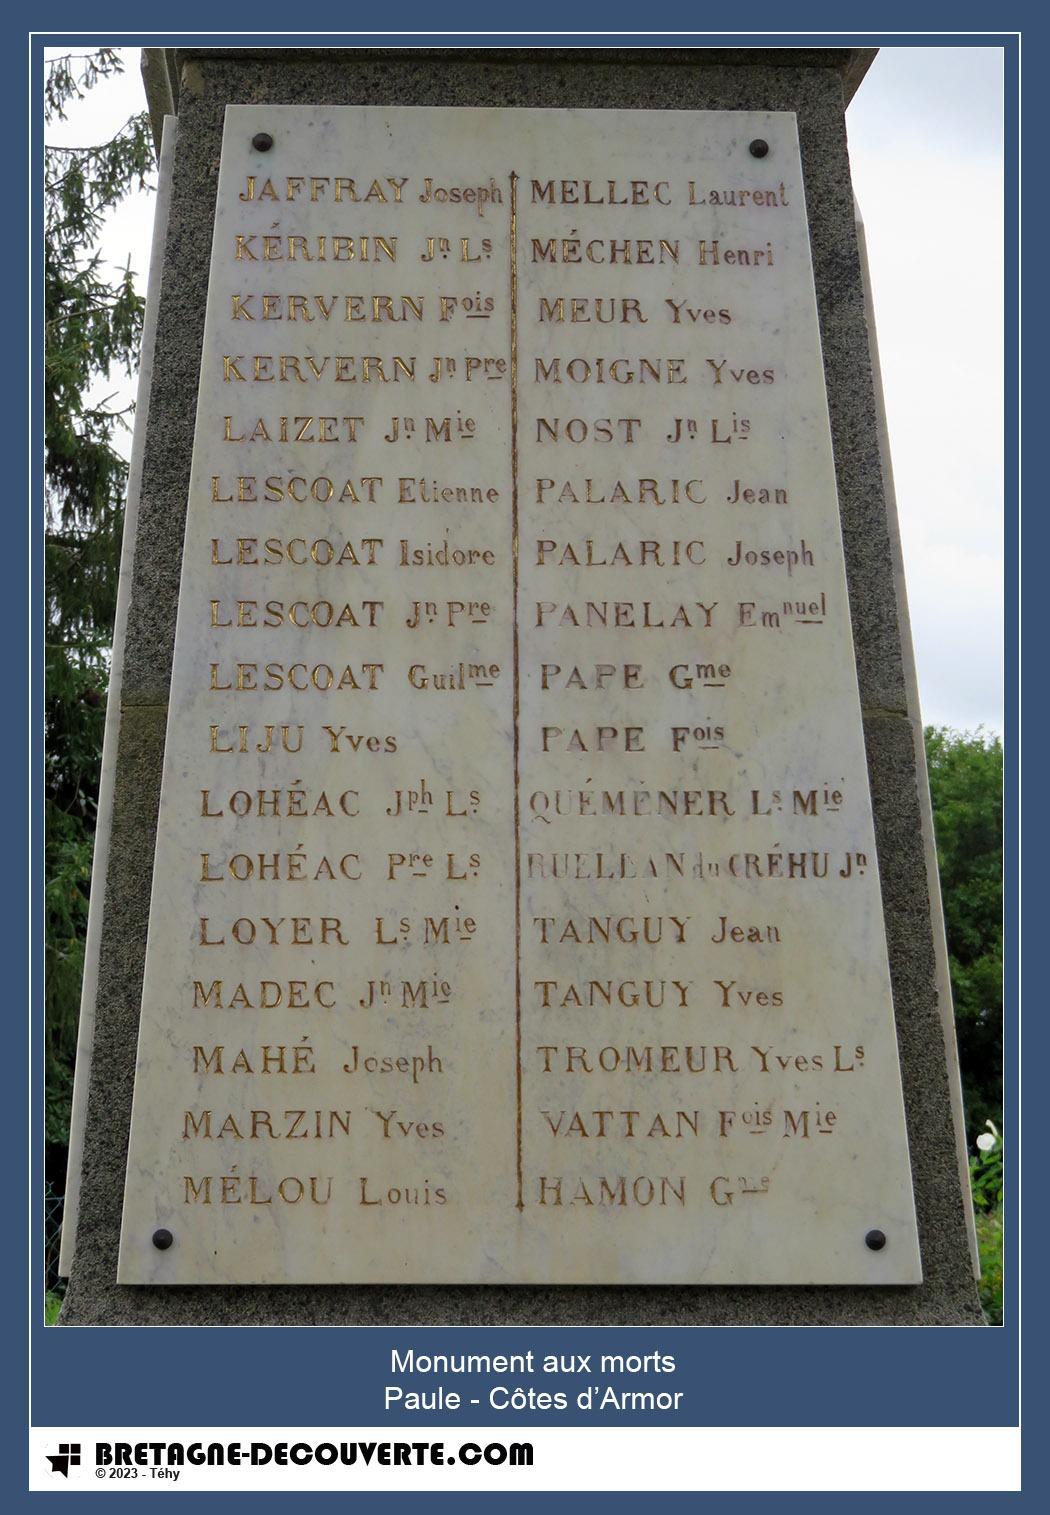 JAFFRAY Joseph
KÉRIBIN Jn Ls
KERVERN Fois
KERVERN Jn Pre
LAIZET Jn Mie
LESCOAT Etienne
LESCOAT Isidore
LESCOAT Jn Pre
LESCOAT Guilme
LIJU Yves
LOHÉAC Jph Ls
LOHÉAC Pre Ls
LOYER Ls Mie
MADEC Jn Mie
MAHÉ Joseph
MARZIN Yves
MÉLOU Louis
MELLEC Laurent
MÉCHEN Henri
MEUR Yves
MOIGNE Yves
NOST Jn Lis
PALARIC Jean
PALARIC Joseph
PANELAY Emnuel
PAPE Gme
PAPE Fois
QUÉMÉNER Ls Mie
RUELLAN du CRÉHU Jn
TANGUY Jean
TANGUY Yves
TROMEUR Yves Ls
VATTAN Fois Mie
HAMON Gme
Monument aux morts
Paule - Côtes d'Armor
BRETAGNE-DECOUVERTE.COM
© 2023 - Téhy